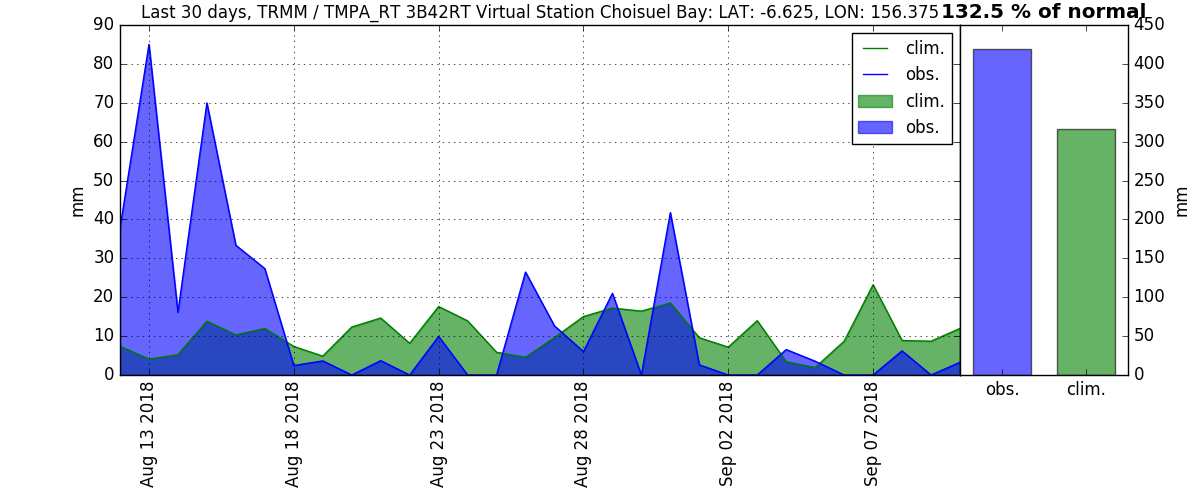 Last 30 days, TRMM / TMPA_RT 3B42RT Virtual Station Choisuel Bay: LAT: -6.625, LON: 156.375
132.5 % of normal
90
80
70
60
50
40
30
20
10
0
mm
clim.
obs.
clim.
obs.
450
400
350
300
250
200
150
100
50
0
mm
Aug 13 2018
Aug 18 2018
Aug 23 2018
Aug 28 2018
Sep 02 2018
Sep 07 2018
obs.
clim.